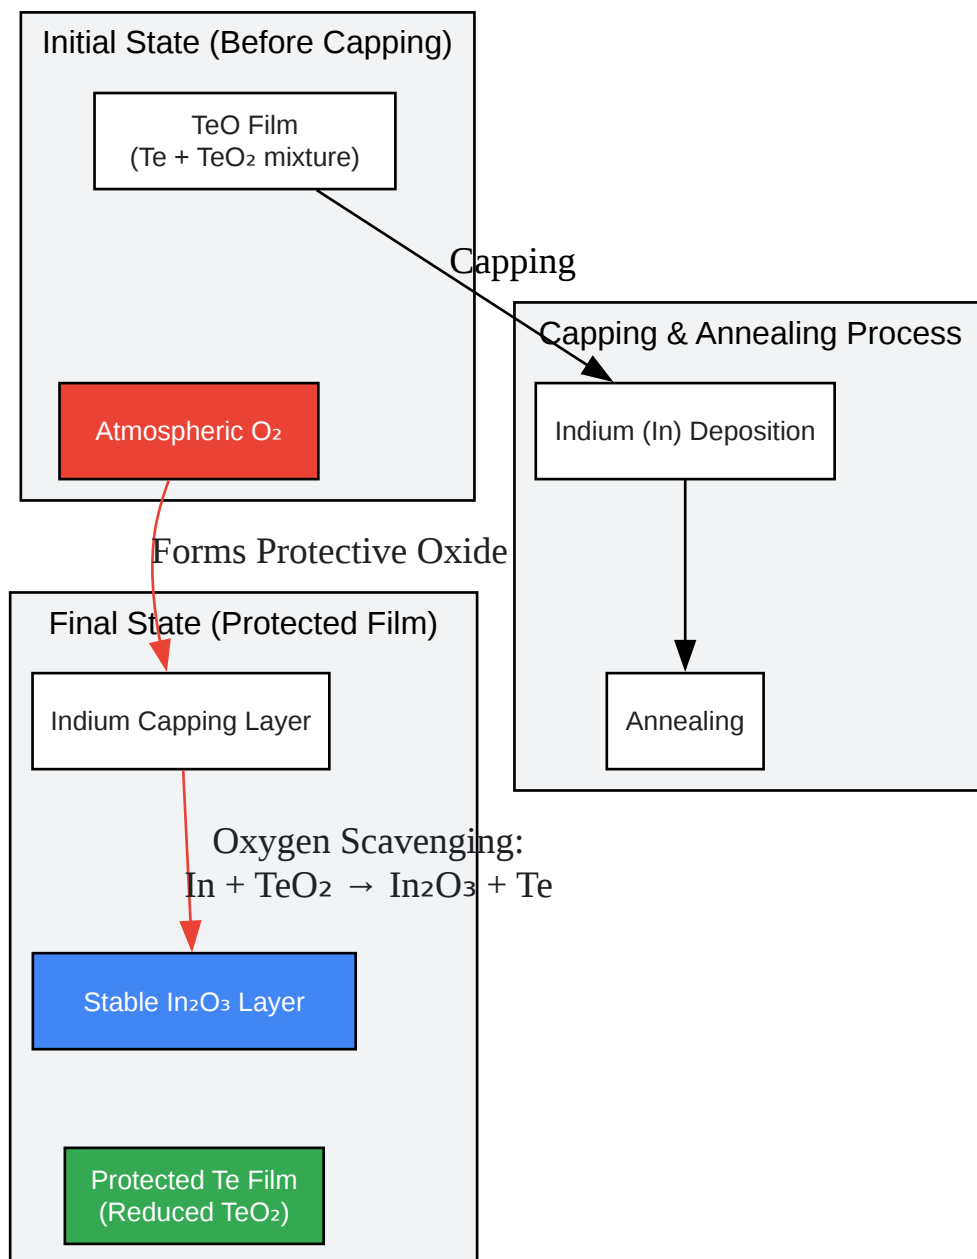 Initial State (Before Capping)
TeO Film
(Te + TeO₂ mixture)
Capping
Capping & Annealing Process
Atmospheric O₂
Indium (In) Deposition
Forms Protective Oxide
Final State (Protected Film)
Indium Capping Layer
Annealing
Oxygen Scavenging:
In + TeO₂ → In₂O₃ + Te
Stable In₂O₃ Layer
Protected Te Film
(Reduced TeO₂)